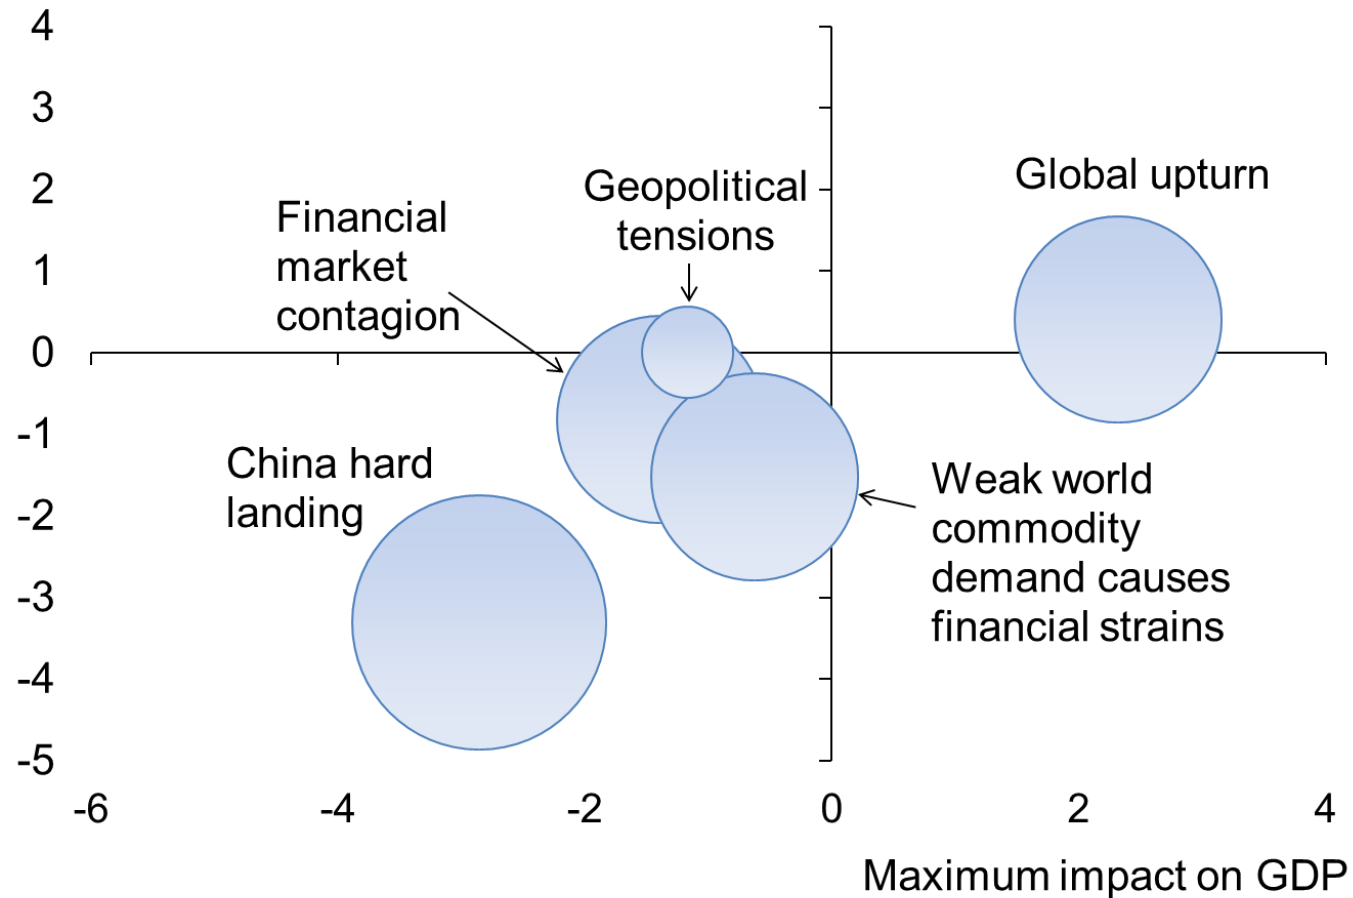 4
3
2
1
0
-1
-2
-3
-4
-5
-6
-4
-2
0
2
4
Maximum impact on GDP
Financial
market
contagion
Geopolitical
tensions
Global upturn
China hard
landing
Weak world
commodity
demand causes
financial strains